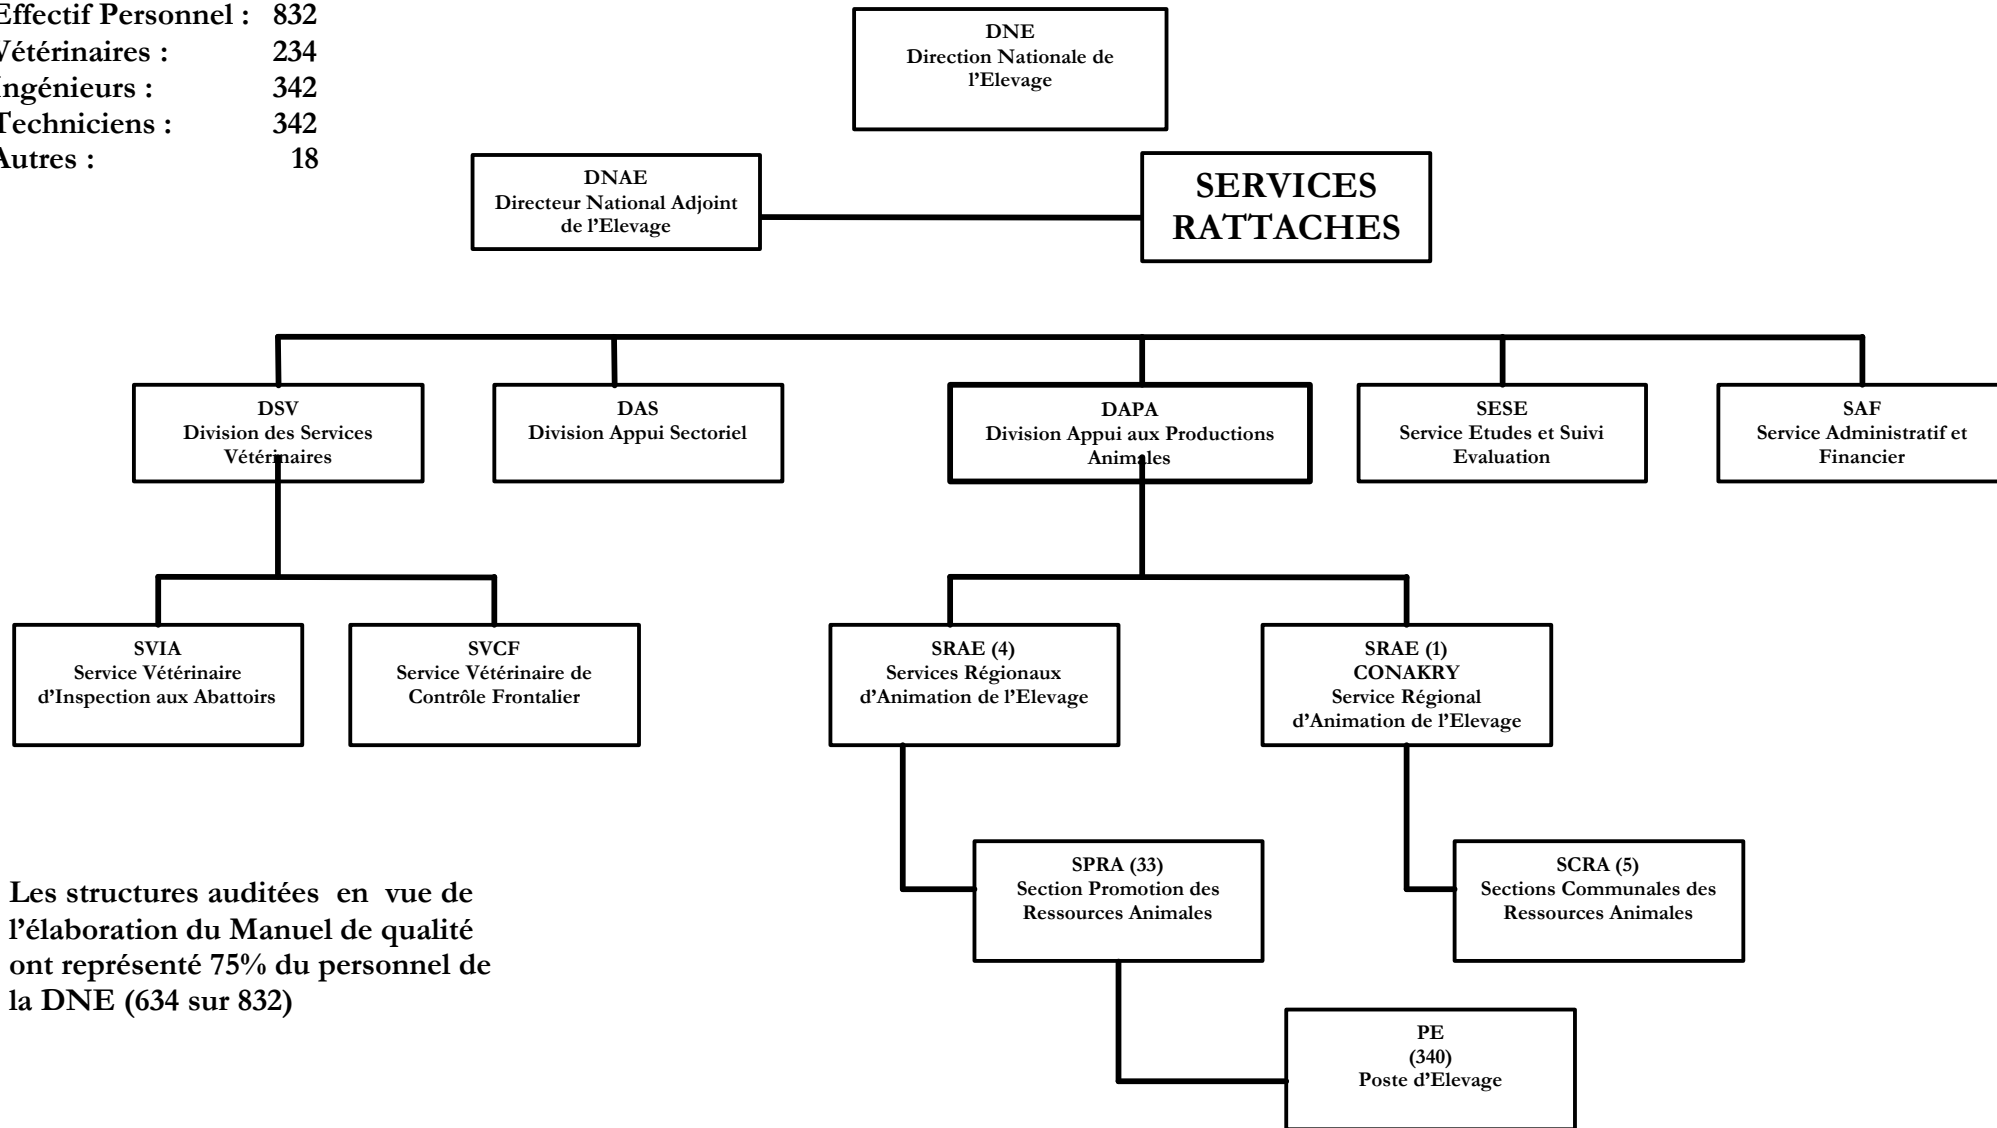 Effectif Personnel : 832
Vétérinaires : 234
Ingénieurs : 342
Techniciens : 342
Autres : 18
DNE
Direction Nationale de
l’Elevage
DNAE
Directeur National Adjoint
de l’Elevage
SERVICES
RATTACHES
DSV
Division des Services
Vétérinaires
DAS
Division Appui Sectoriel
DAPA
Division Appui aux Productions
Animales
SESE
Service Etudes et Suivi
Evaluation
SAF
Service Administratif et
Financier
SVIA
Service Vétérinaire
d’Inspection aux Abattoirs
SVCF
Service Vétérinaire de
Contrôle Frontalier
SRAE (4)
Services Régionaux
d’Animation de l’Elevage
SRAE (1)
CONAKRY
Service Régional
d’Animation de l’Elevage
SPRA (33)
Section Promotion des
Ressources Animales
SCRA (5)
Sections Communales des
Ressources Animales
Les structures auditées en vue de
l’élaboration du Manuel de qualité
ont représenté 75% du personnel de
la DNE (634 sur 832)
PE
(340)
Poste d’Elevage